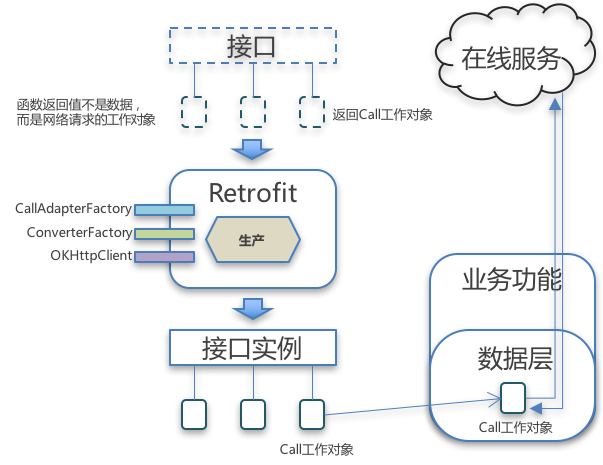 接口
在线服务
函数返回值不是数据，
而是网络请求的工作对象
返回Call工作对象
Retrofit
CallAdapterFactory
ConverterFactory
OKHttpClient
生产
业务功能
接口实例
数据层
Call工作对象
Call工作对象